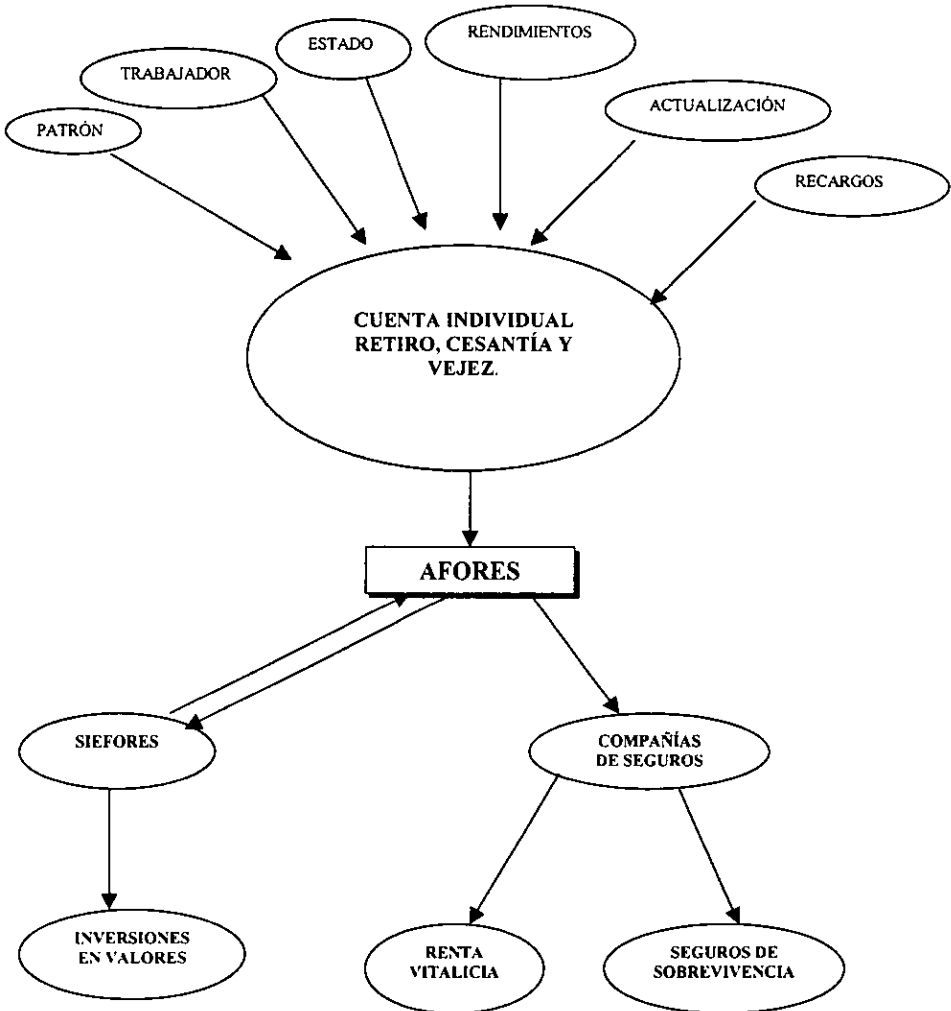 RENDIMIENTOS
ESTADO
TRABAJADOR
ACTUALIZACIÓN
PATRÓN
RECARGOS
CUENTA INDIVIDUAL
RETIRO, CESANTÍA Y
VEJEZ.
AFORES
SIEFORES
COMPAÑÍAS
DE SEGUROS
INVERSIONES
EN VALORES
RENTA
VITALICIA
SEGUROS DE
SOBREVIVENCIA